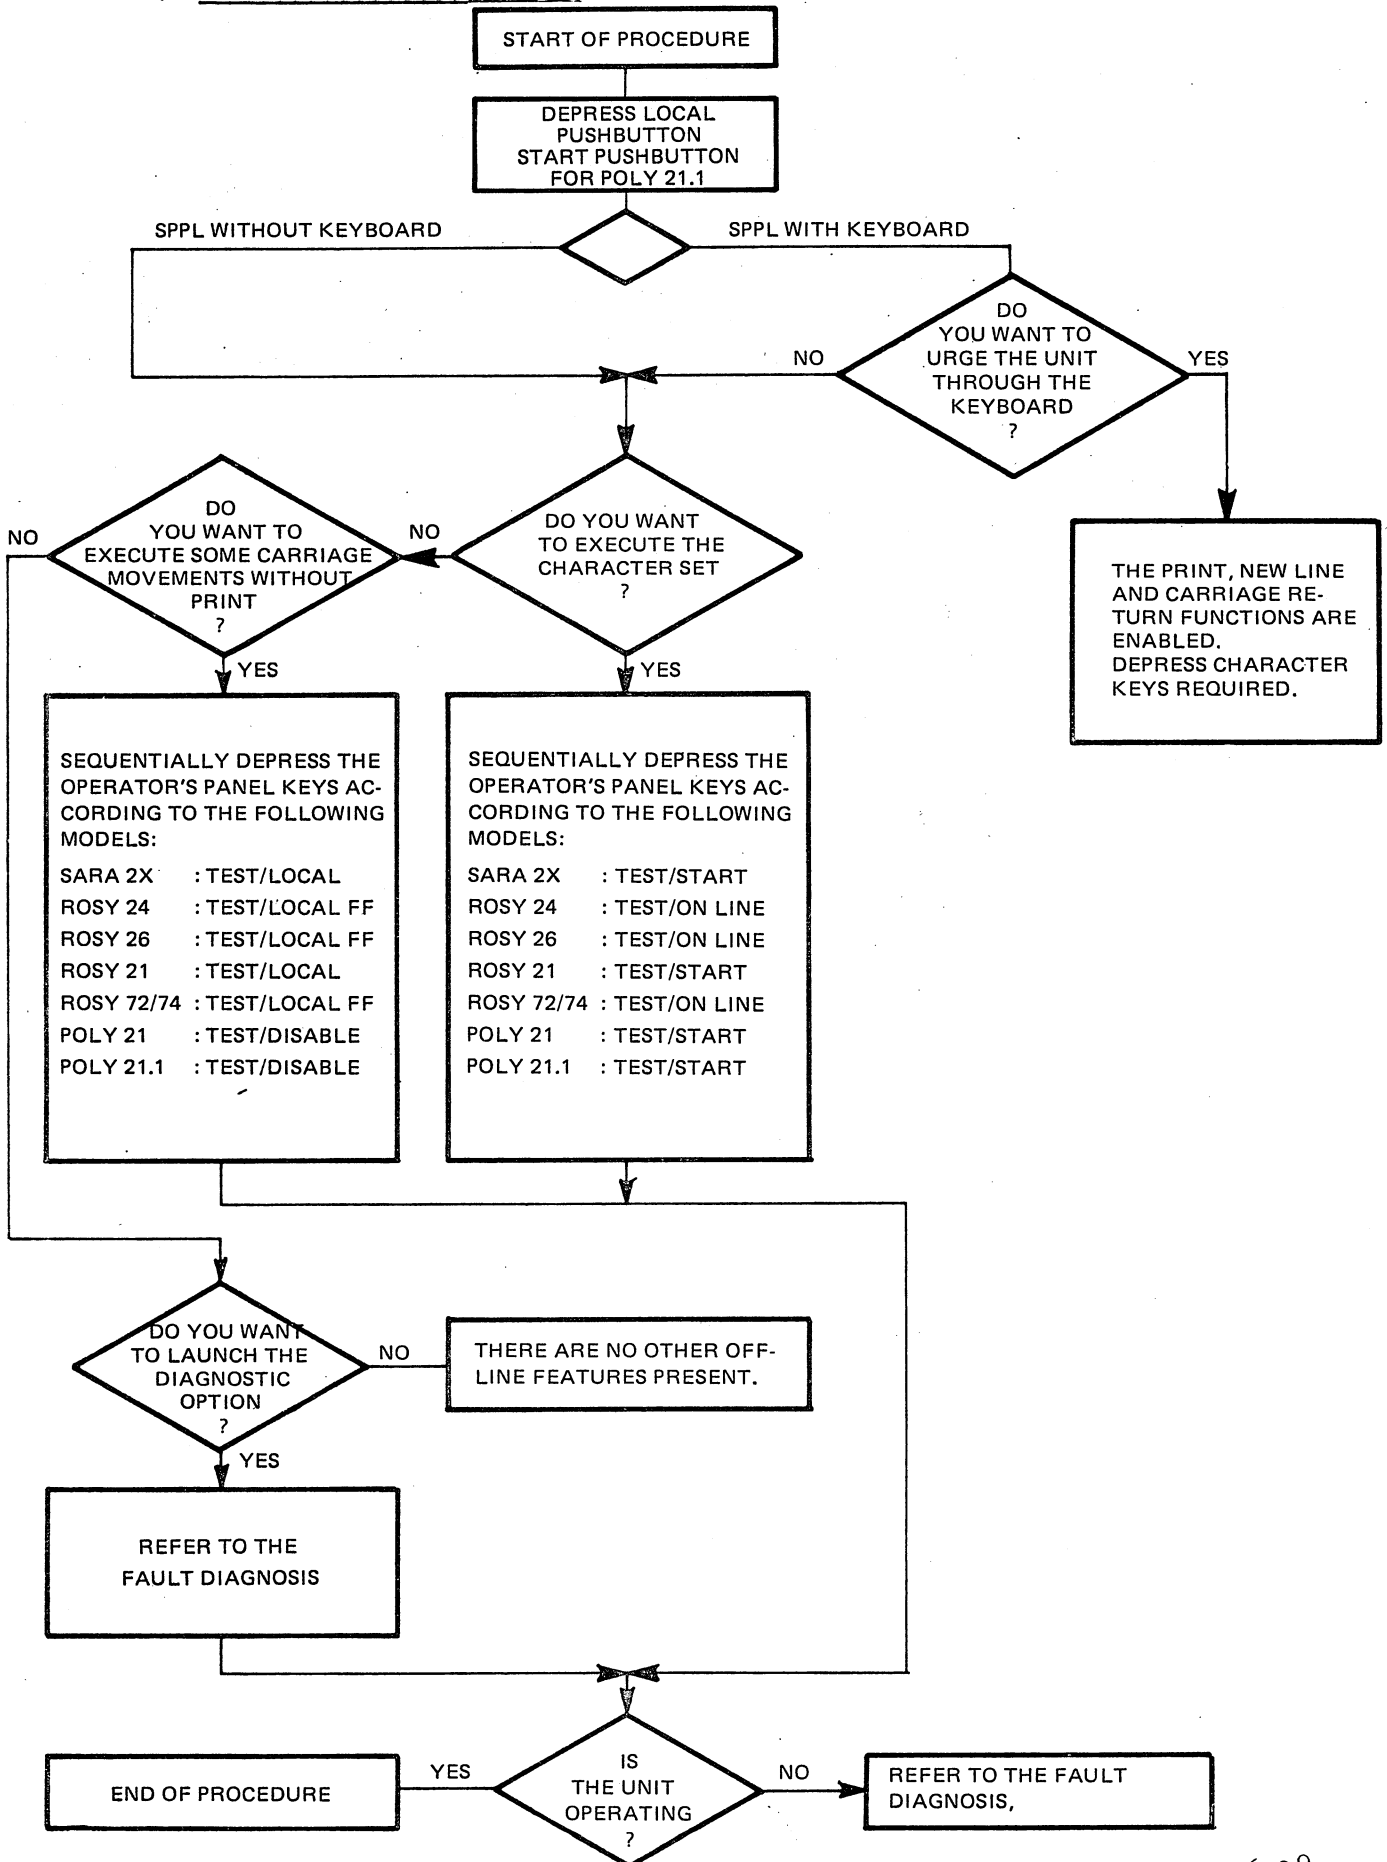 START OF PROCEDURE
DEPRESS LOCAL
PUSHBUTTON
START PUSHBUTTON
FOR POLY 21.1
SPPL WITHOUT KEYBOARD
SPPL WITH KEYBOARD
DO
YOU WANT TO
URGE THE UNIT
THROUGH THE
KEYBOARD
?
NO
YES
THE PRINT, NEW LINE
AND CARRIAGE RE-
TURN FUNCTIONS ARE
ENABLED.
DEPRESS CHARACTER
KEYS REQUIRED.
DO YOU WANT
TO EXECUTE THE
CHARACTER SET
?
NO
YES
DO
YOU WANT TO
EXECUTE SOME CARRIAGE
MOVEMENTS WITHOUT
PRINT
?
NO
YES
SEQUENTIALLY DEPRESS THE
OPERATOR'S PANEL KEYS AC-
CORDING TO THE FOLLOWING
MODELS:
SARA 2X : TEST/LOCAL
ROSY 24 : TEST/LOCAL FF
ROSY 26 : TEST/LOCAL FF
ROSY 21 : TEST/LOCAL
ROSY 72/74 : TEST/LOCAL FF
POLY 21 : TEST/DISABLE
POLY 21.1 : TEST/DISABLE
SEQUENTIALLY DEPRESS THE
OPERATOR'S PANEL KEYS AC-
CORDING TO THE FOLLOWING
MODELS:
SARA 2X : TEST/START
ROSY 24 : TEST/ON LINE
ROSY 26 : TEST/ON LINE
ROSY 21 : TEST/START
ROSY 72/74 : TEST/ON LINE
POLY 21 : TEST/START
POLY 21.1 : TEST/START
DO YOU WANT
TO LAUNCH THE
DIAGNOSTIC
OPTION
?
NO
THERE ARE NO OTHER OFF-
LINE FEATURES PRESENT.
YES
REFER TO THE
FAULT DIAGNOSIS
IS
THE UNIT
OPERATING
?
YES
END OF PROCEDURE
NO
REFER TO THE FAULT
DIAGNOSIS,